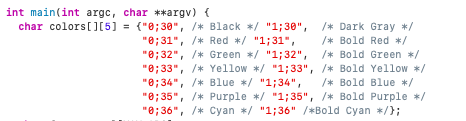 int main(int argc, char **argv) {
  char colors[][5] = {"0;30", /* Black */ "1;30",   /* Dark Gray */
                      "0;31", /* Red */ "1;31",     /* Bold Red */
                      "0;32", /* Green */ "1;32",   /* Bold Green */
                      "0;33", /* Yellow */ "1;33",  /* Bold Yellow */
                      "0;34", /* Blue */ "1;34",    /* Bold Blue */
                      "0;35", /* Purple */ "1;35",  /* Bold Purple */
                      "0;36", /* Cyan */ "1;36" /*Bold Cyan */};